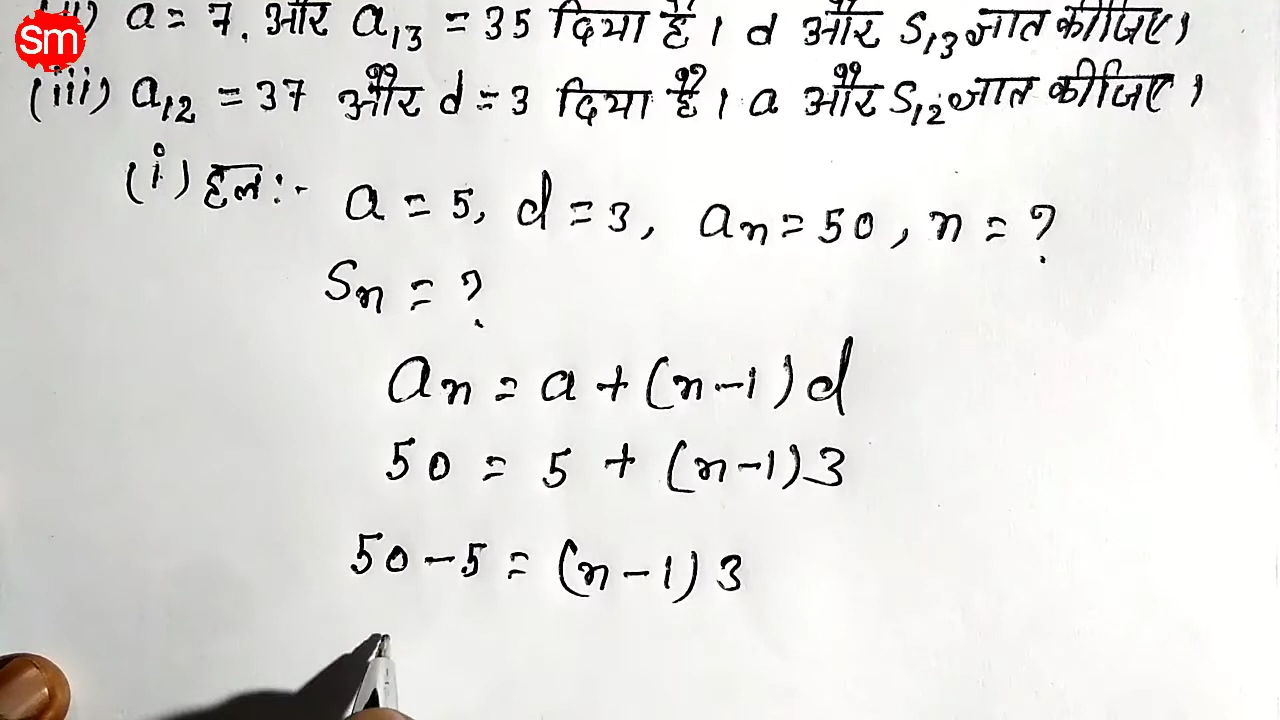 Sm
(ii) a = 7, और a₁₃ = 35 दिया है। d और S₁₃ ज्ञात कीजिए।
(iii) a₁₂ = 37 और d = 3 दिया है। a और S₁₂ ज्ञात कीजिए।
(i) हल :- a = 5, d = 3, aₙ = 50, n = ?
Sₙ = ?
aₙ = a + (n-1)d
50 = 5 + (n-1)3
50-5 = (n-1)3